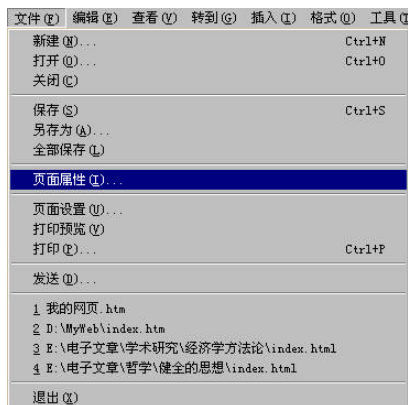 文件(F) 编辑(E) 查看(V) 转到(G) 插入(I) 格式(O) 工具(T
新建(N)... Ctrl+N
打开(O)... Ctrl+O
关闭(C)
保存(S) Ctrl+S
另存为(A)...
全部保存(L)
页面属性(I)...
页面设置(U)...
打印预览(V)
打印(P)... Ctrl+P
发送(D)...
1 我的网页.htm
2 D:\MyWeb\index.htm
3 E:\电子文章\学术研究\经济学方法论\index.html
4 E:\电子文章\哲学\健全的思想\index.html
退出(X)